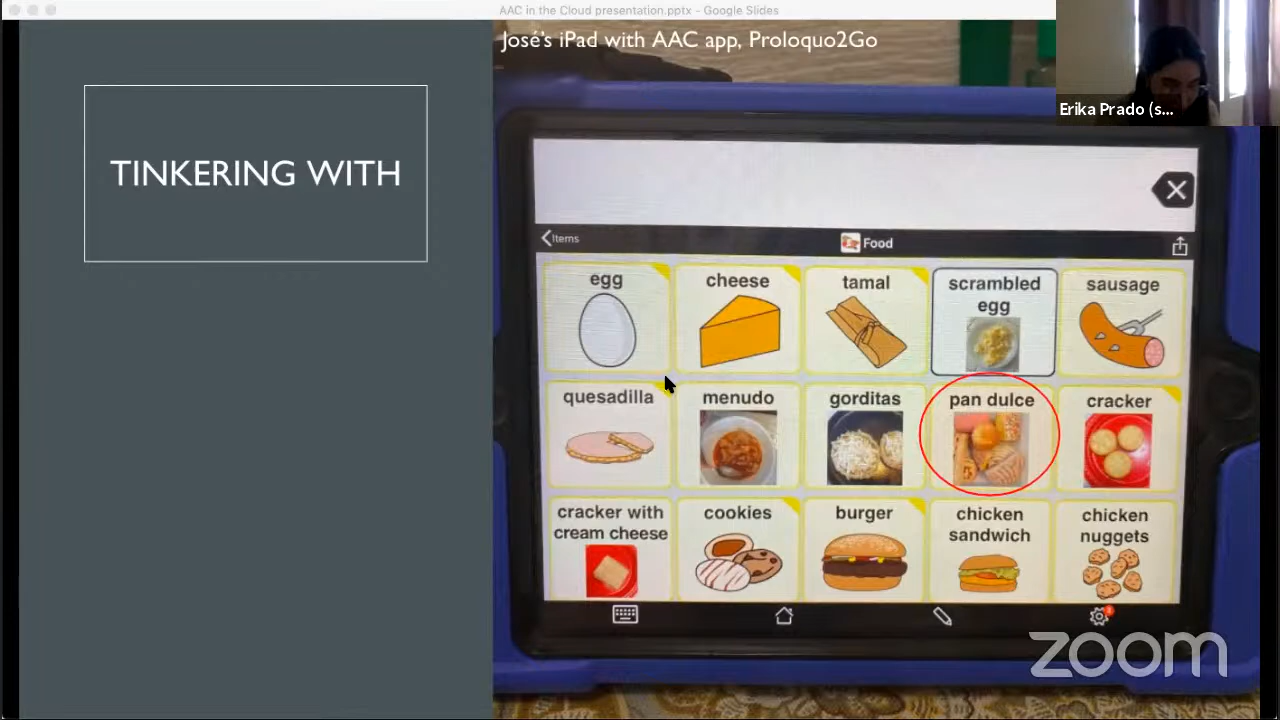 AAC in the Cloud presentation.pptx - Google Slides
José's iPad with AAC app, Proloquo2Go
Erika Prado (s...
TINKERING WITH
Items
Food
egg
cheese
tamal
scrambled
egg
sausage
quesadilla
menudo
gorditas
pan dulce
cracker
cracker with
cream cheese
cookies
burger
chicken
sandwich
chicken
nuggets
zoom